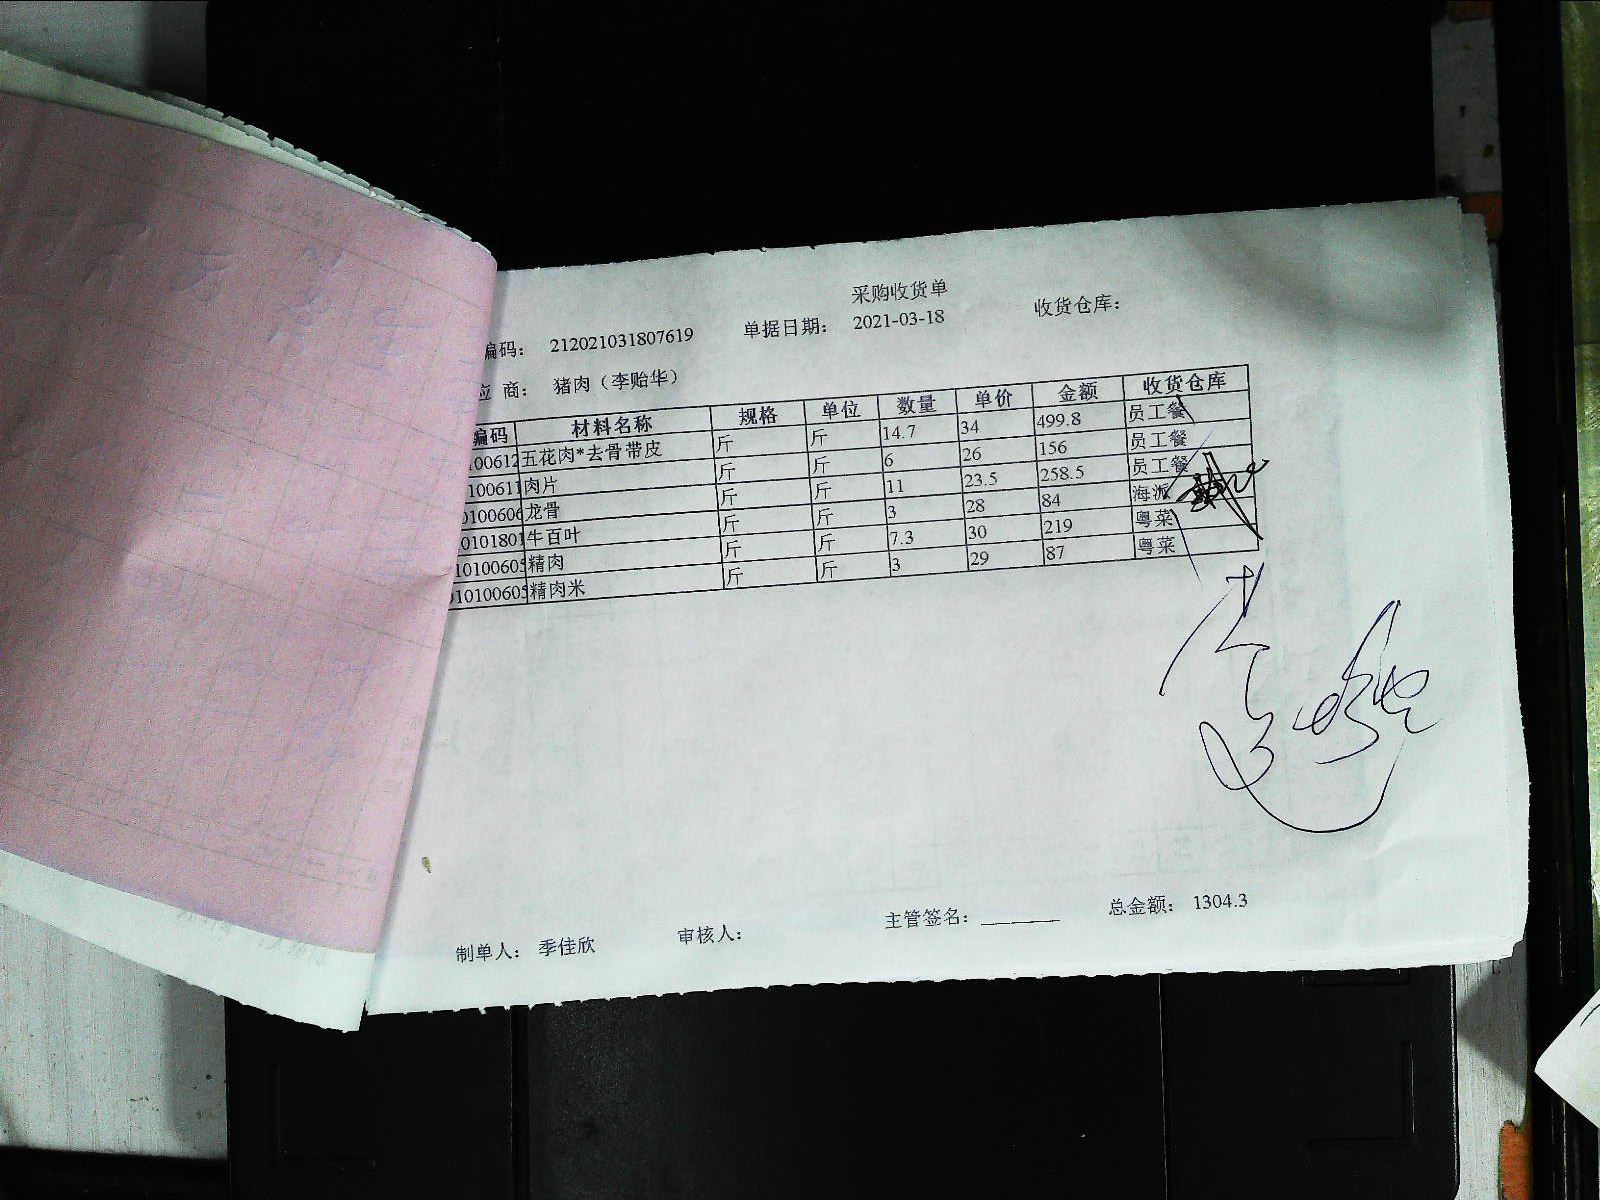 采购收货单
编码： 212021031807619 单据日期： 2021-03-18 收货仓库：
应 商： 猪肉（李贻华）
编码 材料名称 规格 单位 数量 单价 金额 收货仓库
100612 五花肉*去骨带皮 斤 斤 14.7 34 499.8 员工餐
100611 肉片 斤 斤 6 26 156 员工餐
0100606 龙骨 斤 斤 11 23.5 258.5 员工餐
0101801 牛百叶 斤 斤 3 28 84 海派
10100605 精肉 斤 斤 7.3 30 219 粤菜
10100605 精肉米 斤 斤 3 29 87 粤菜
制单人： 季佳欣 审核人： 主管签名： 总金额： 1304.3